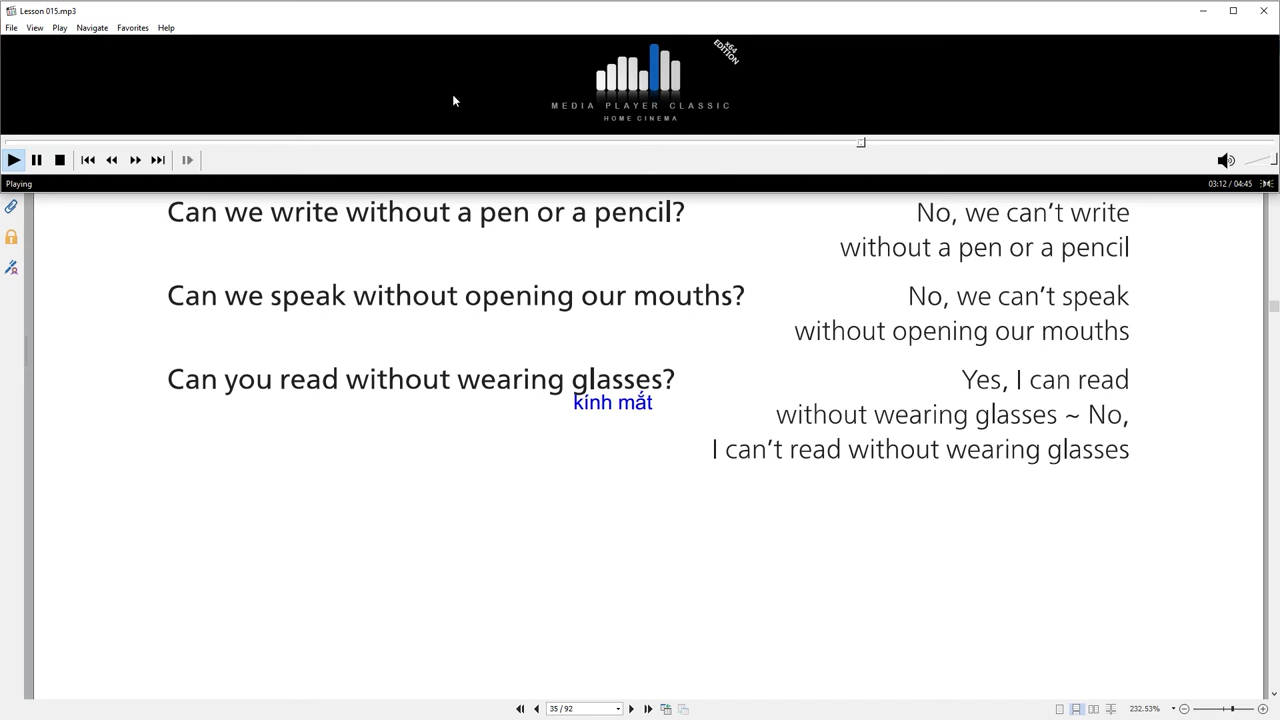 Lesson 015.mp3
File View Play Navigate Favorites Help
x64 EDITION
MEDIA PLAYER CLASSIC
HOME CINEMA
Playing
03:12 / 04:45
Can we write without a pen or a pencil?
No, we can't write
without a pen or a pencil
Can we speak without opening our mouths?
No, we can't speak
without opening our mouths
Can you read without wearing glasses?
kính mắt
Yes, I can read
without wearing glasses ~ No,
I can't read without wearing glasses
35 / 92
232.53%